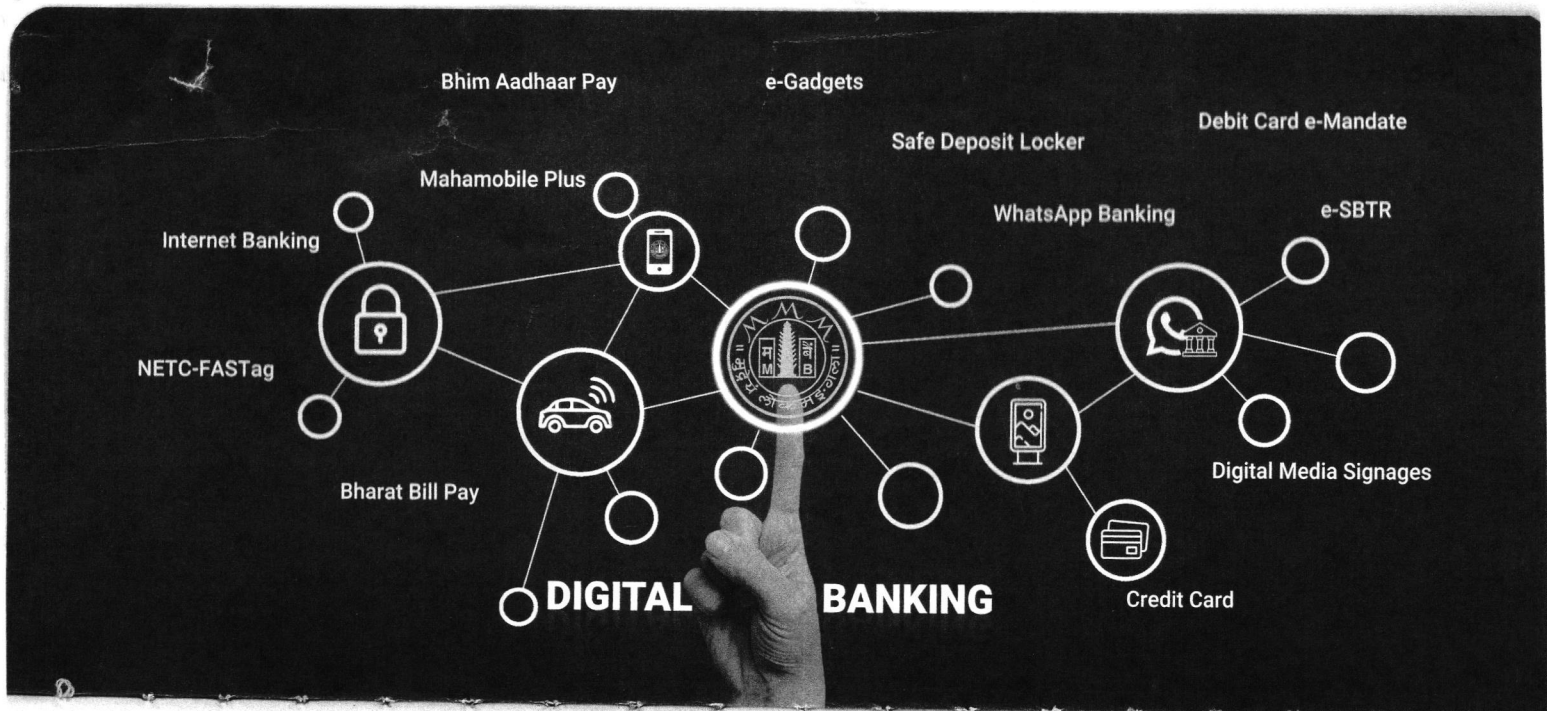 Bhim Aadhaar Pay
e-Gadgets
Debit Card e-Mandate
Safe Deposit Locker
Mahamobile Plus
WhatsApp Banking
e-SBTR
Internet Banking
NETC-FASTag
म
M
B
Bharat Bill Pay
Digital Media Signages
DIGITAL BANKING
Credit Card